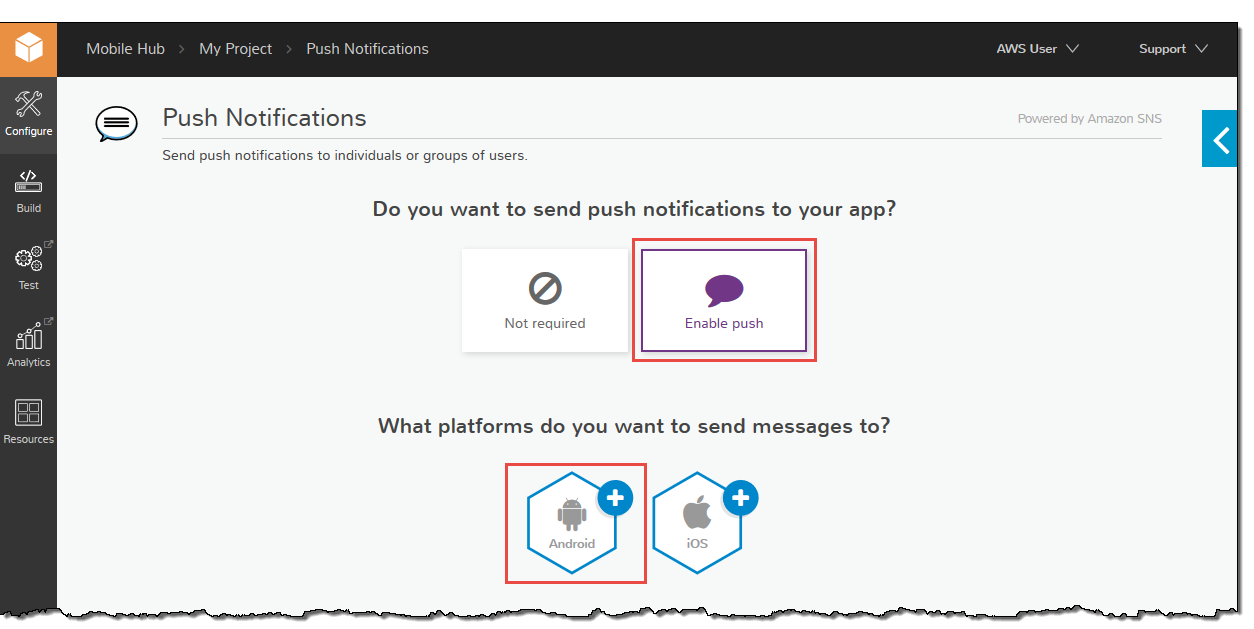 Mobile Hub > My Project > Push Notifications
AWS User
Support
Configure
Build
Test
Analytics
Resources
Push Notifications
Powered by Amazon SNS
Send push notifications to individuals or groups of users.
Do you want to send push notifications to your app?
Not required
Enable push
What platforms do you want to send messages to?
Android
iOS